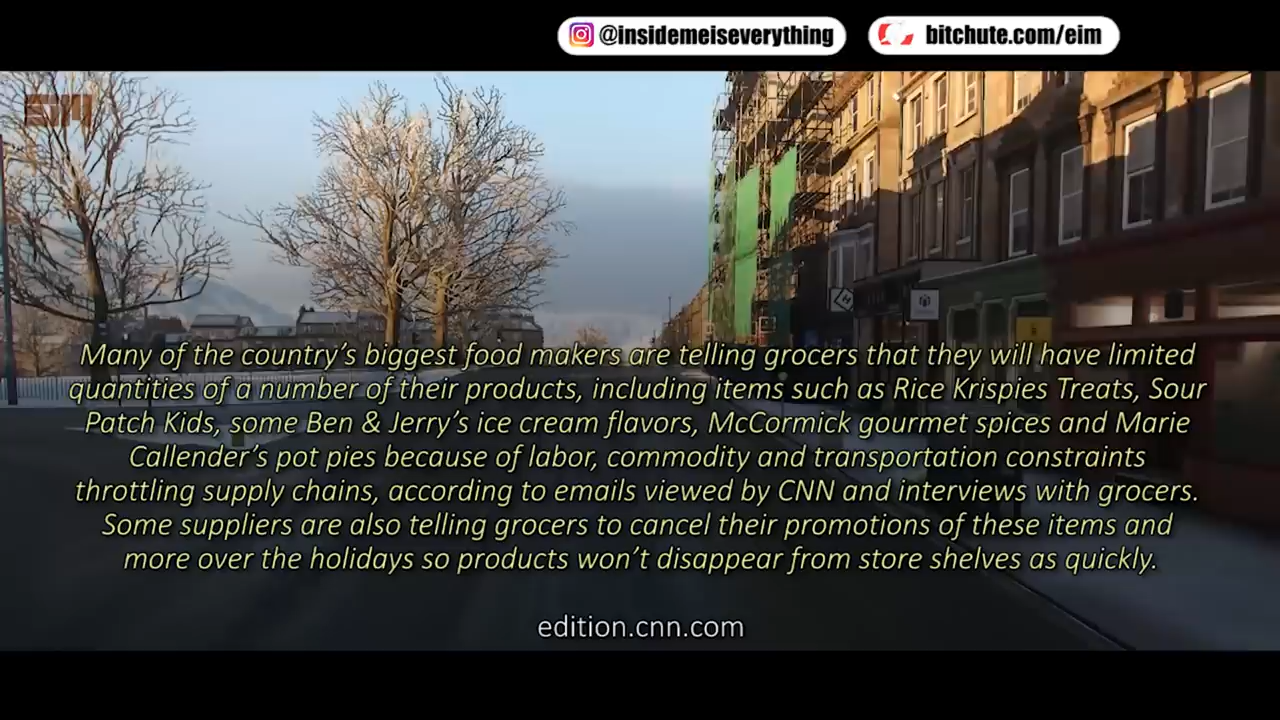 @insidemeiseverything
bitchute.com/eim
EIM
Many of the country's biggest food makers are telling grocers that they will have limited
quantities of a number of their products, including items such as Rice Krispies Treats, Sour
Patch Kids, some Ben & Jerry's ice cream flavors, McCormick gourmet spices and Marie
Callender's pot pies because of labor, commodity and transportation constraints
throttling supply chains, according to emails viewed by CNN and interviews with grocers.
Some suppliers are also telling grocers to cancel their promotions of these items and
more over the holidays so products won't disappear from store shelves as quickly.
edition.cnn.com